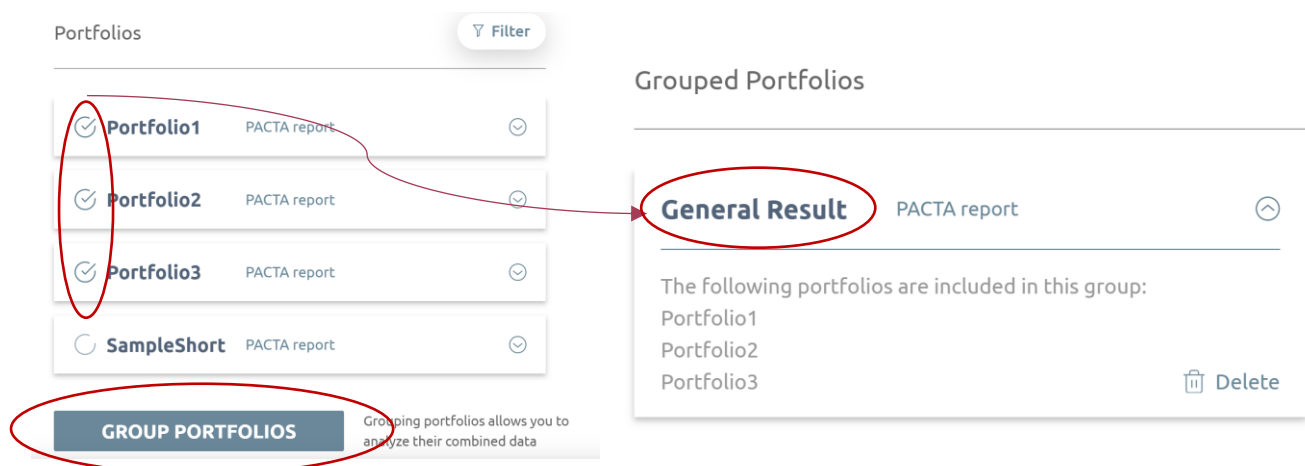 Portfolios
Filter
Portfolio1 PACTA report
Portfolio2 PACTA report
Portfolio3 PACTA report
SampleShort PACTA report
GROUP PORTFOLIOS
Grouping portfolios allows you to
analyze their combined data
Grouped Portfolios
General Result PACTA report
The following portfolios are included in this group:
Portfolio1
Portfolio2
Portfolio3
Delete